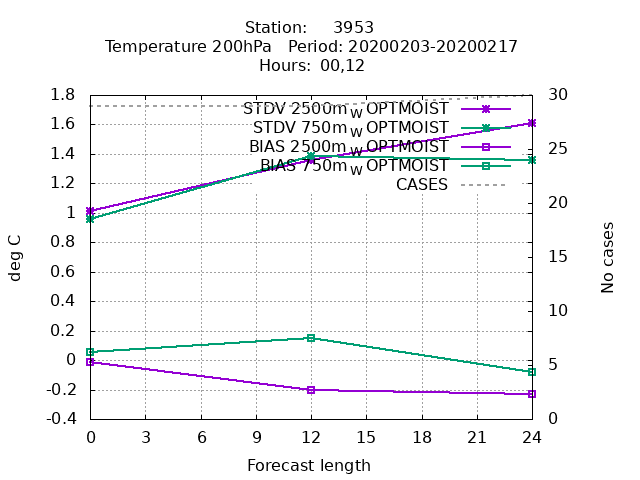 Station: 3953
Temperature 200hPa Period: 20200203-20200217
Hours: 00,12
1.8
1.6
1.4
1.2
1
0.8
0.6
0.4
0.2
0
-0.2
-0.4
deg C
STDV 2500m_W OPTMOIST
STDV 750m_W OPTMOIST
BIAS 2500m_W OPTMOIST
BIAS 750m_W OPTMOIST
CASES
30
25
20
15
10
5
0
No cases
0 3 6 9 12 15 18 21 24
Forecast length